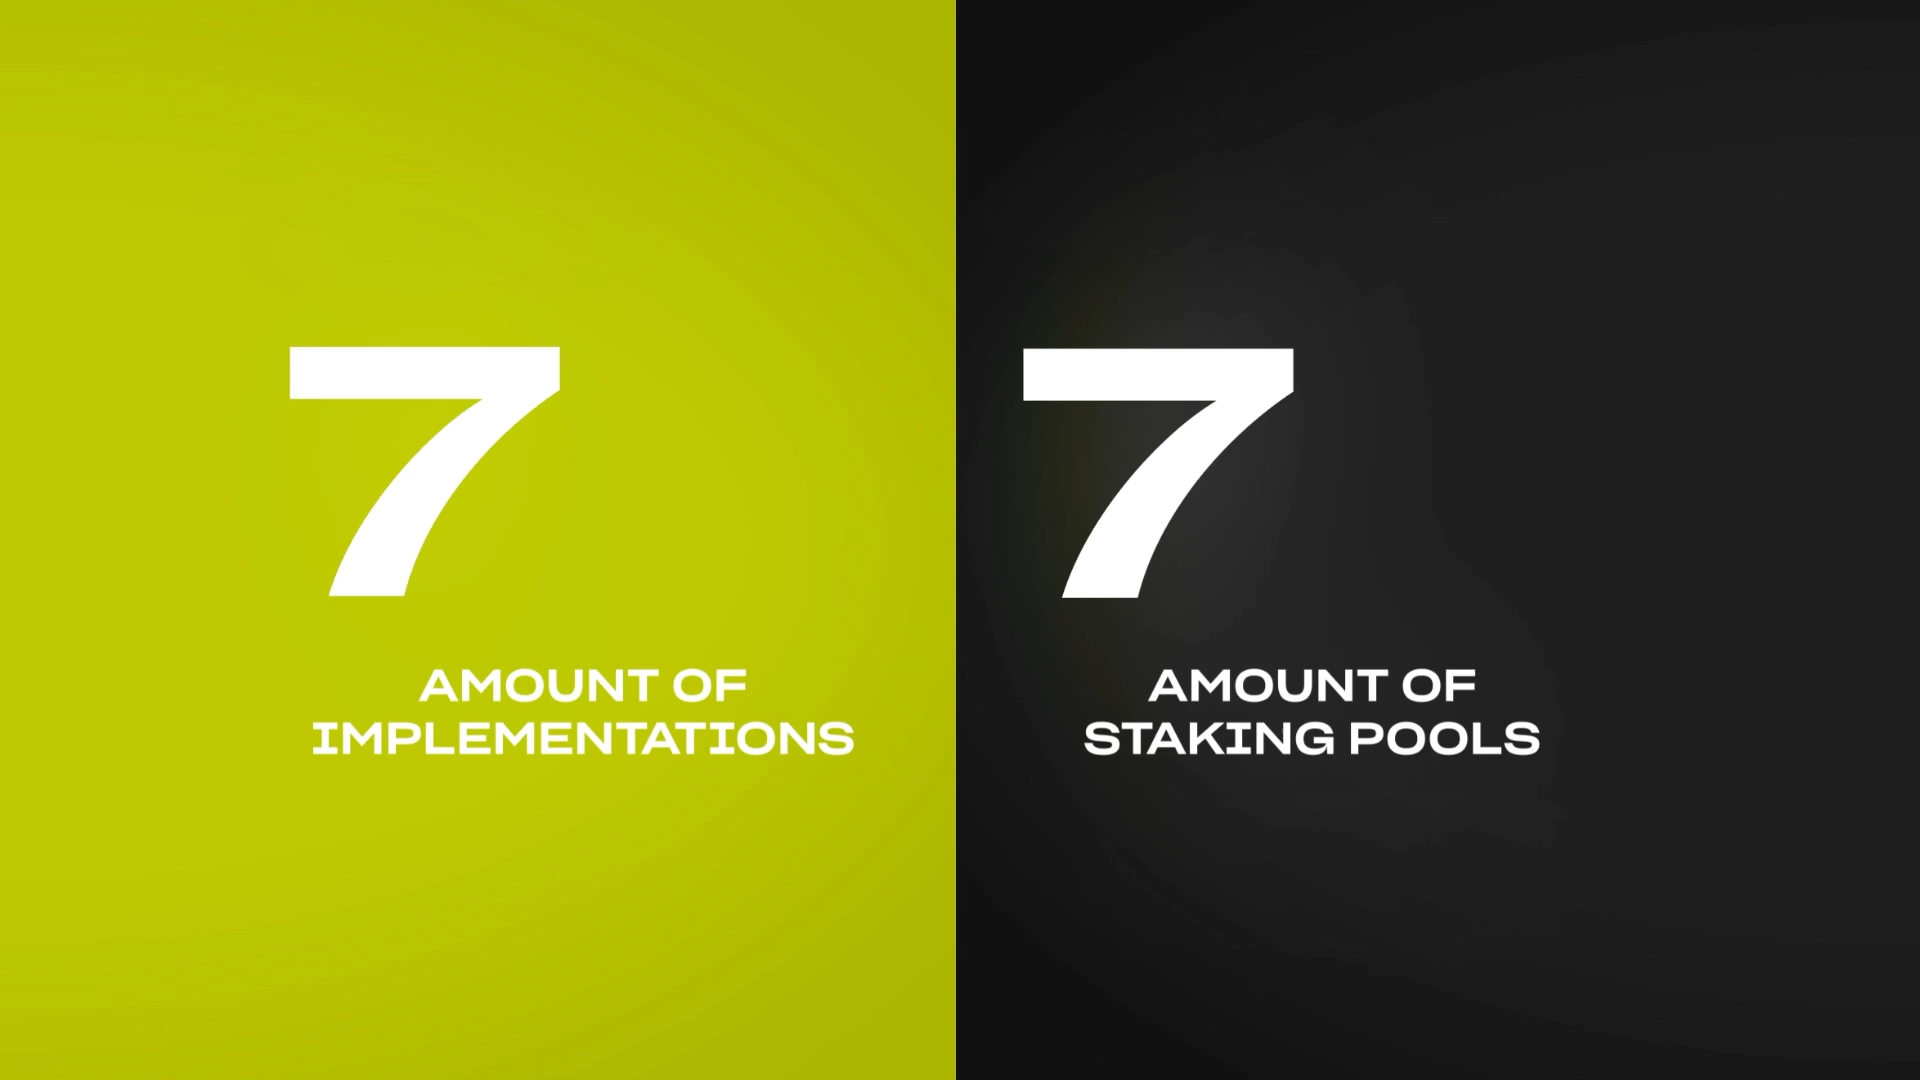 7
AMOUNT OF
IMPLEMENTATIONS
7
AMOUNT OF
STAKING POOLS